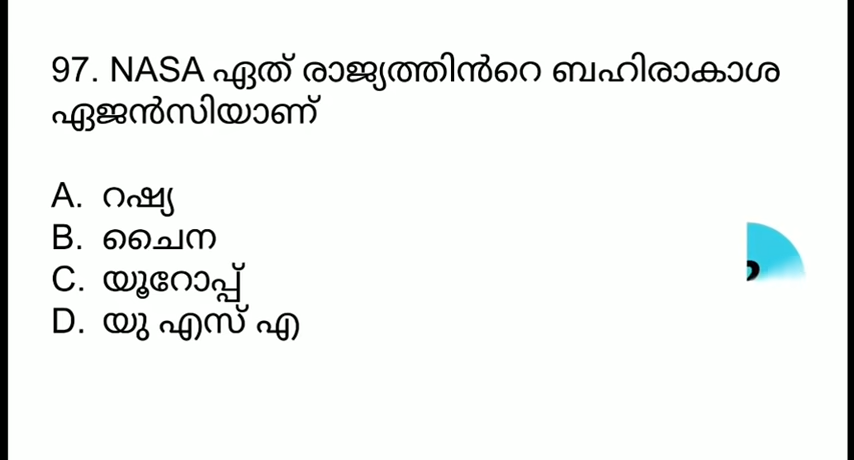 97. NASA ഏത് രാജ്യത്തിൻറെ ബഹിരാകാശ
ഏജൻസിയാണ്
A. റഷ്യ
B. ചൈന
C. യൂറോപ്പ്
D. യു എസ് എ